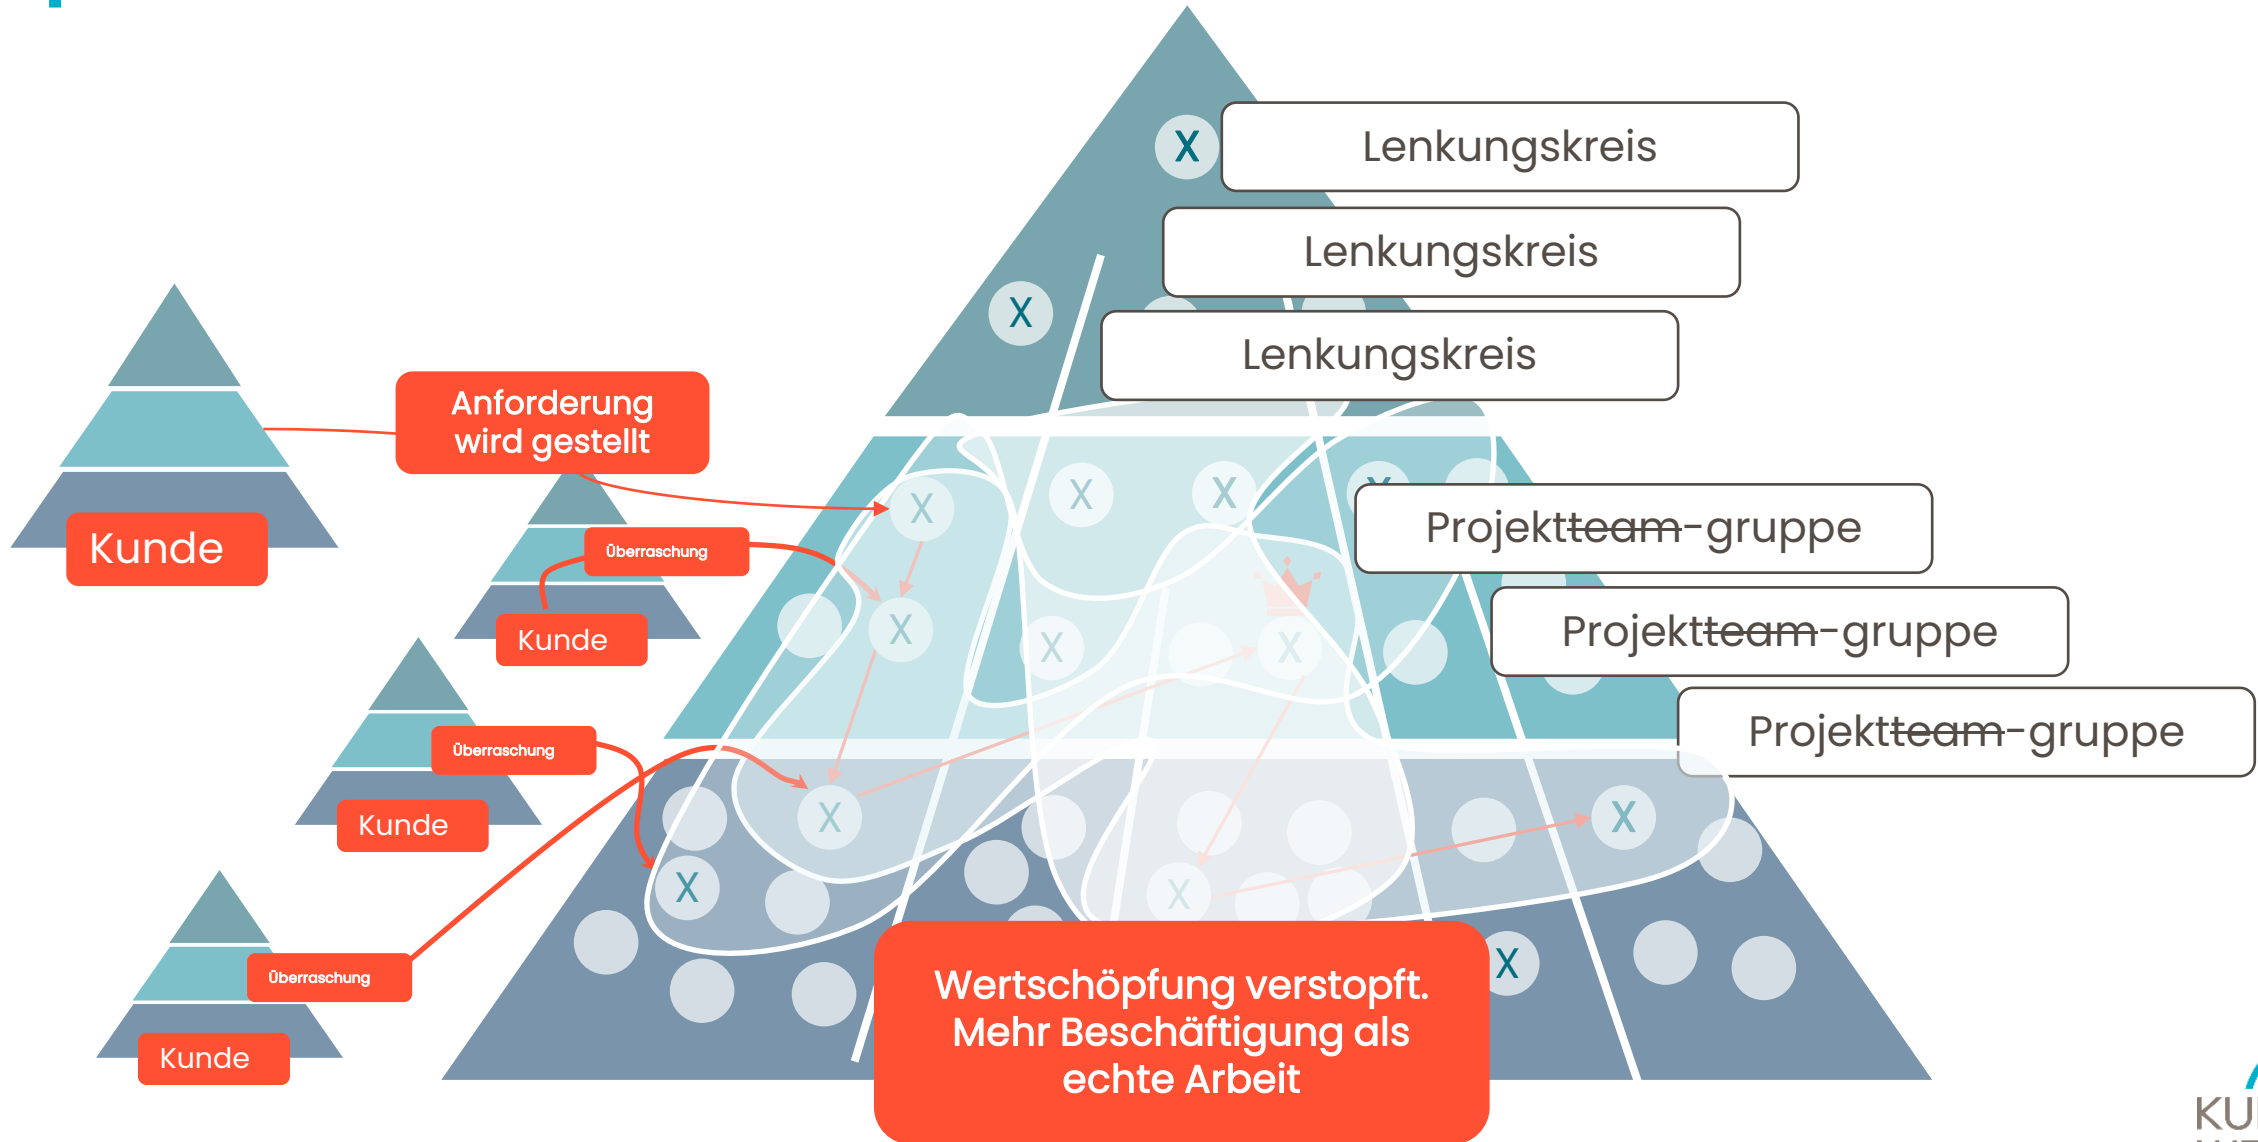 X
Lenkungskreis
Lenkungskreis
X
Lenkungskreis
Anforderung
wird gestellt
Kunde
X
X
X
Projektteam-gruppe
Überraschung
Kunde
X
X
X
Projektteam-gruppe
Projektteam-gruppe
Überraschung
Kunde
X
X
X
X
Überraschung
Kunde
X
Wertschöpfung verstopft.
Mehr Beschäftigung als
echte Arbeit